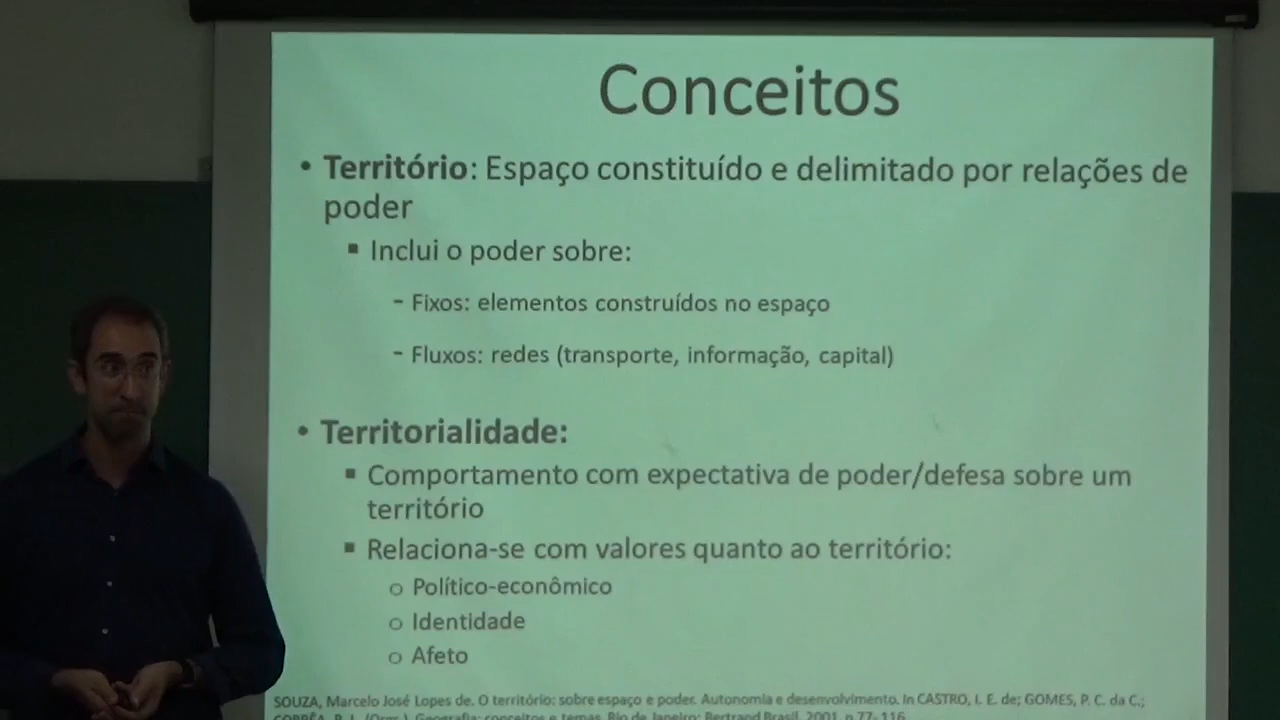 Conceitos
• Território: Espaço constituído e delimitado por relações de
poder
▪ Inclui o poder sobre:
- Fixos: elementos construídos no espaço
- Fluxos: redes (transporte, informação, capital)
• Territorialidade:
▪ Comportamento com expectativa de poder/defesa sobre um
território
▪ Relaciona-se com valores quanto ao território:
o Político-econômico
o Identidade
o Afeto
SOUZA, Marcelo José Lopes de. O território: sobre espaço e poder. Autonomia e desenvolvimento. In CASTRO, I. E. de; GOMES, P. C. da C.;
CORRÊA, R. L. (Orgs.). Geografia: conceitos e temas. Rio de Janeiro: Bertrand Brasil, 2001, p.77- 116